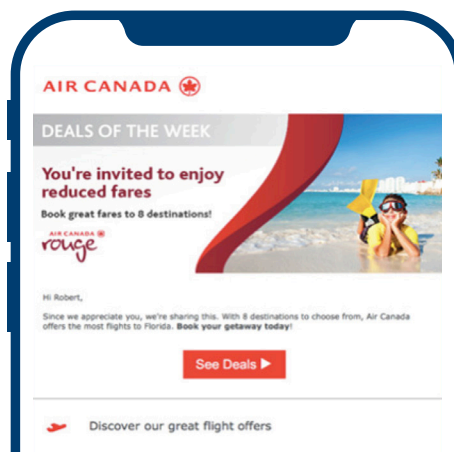 AIR CANADA
DEALS OF THE WEEK
You're invited to enjoy
reduced fares
Book great fares to 8 destinations!
AIR CANADA
rouge
Hi Robert,
Since we appreciate you, we're sharing this. With 8 destinations to choose from, Air Canada
offers the most flights to Florida. Book your getaway today!
See Deals
Discover our great flight offers